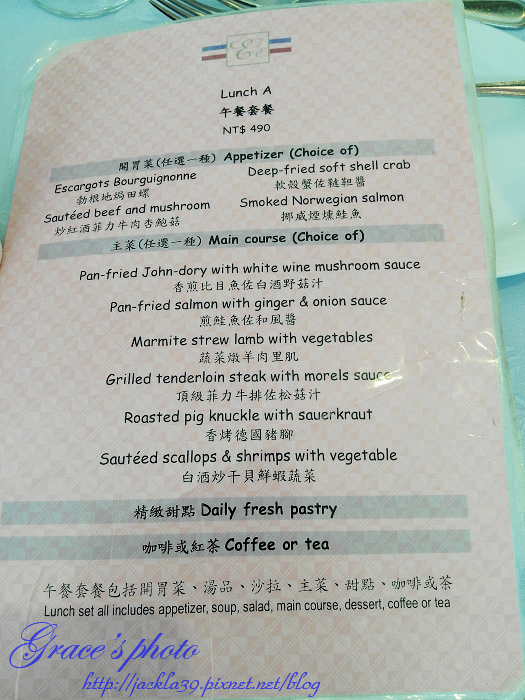 Lunch A
午餐套餐
NT$ 490
開胃菜(任選一種) Appetizer (Choice of)
Escargots Bourguignonne
勃根地焗田螺
Deep-fried soft shell crab
軟殼蟹佐韃靼醬
Sautéed beef and mushroom
炒紅酒菲力牛肉杏鮑菇
Smoked Norwegian salmon
挪威煙燻鮭魚
主菜(任選一種) Main course (Choice of)
Pan-fried John-dory with white wine mushroom sauce
香煎比目魚佐白酒野菇汁
Pan-fried salmon with ginger & onion sauce
煎鮭魚佐和風醬
Marmite strew lamb with vegetables
蔬菜燉羊肉里肌
Grilled tenderloin steak with morels sauce
頂級菲力牛排佐松菇汁
Roasted pig knuckle with sauerkraut
香烤德國豬腳
Sautéed scallops & shrimps with vegetable
白酒炒干貝鮮蝦蔬菜
精緻甜點 Daily fresh pastry
咖啡或紅茶 Coffee or tea
午餐套餐包括開胃菜、湯品、沙拉、主菜、甜點、咖啡或茶
Lunch set all includes appetizer, soup, salad, main course, dessert, coffee or tea
Grace's photo
http://jackla39.pixnet.net/blog